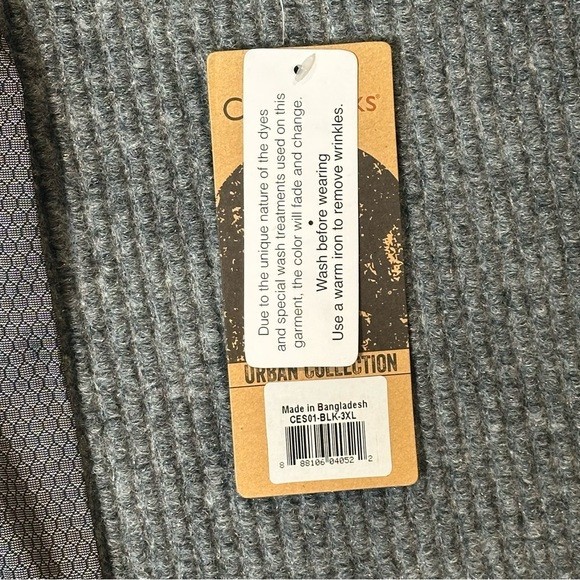 Due to the unique nature of the dyes
and special wash treatments used on this
garment, the color will fade and change.
•
Wash before wearing
Use a warm iron to remove wrinkles.
URBAN COLLECTION
Made in Bangladesh
CES01-BLK-3XL
8 88106 04052 2